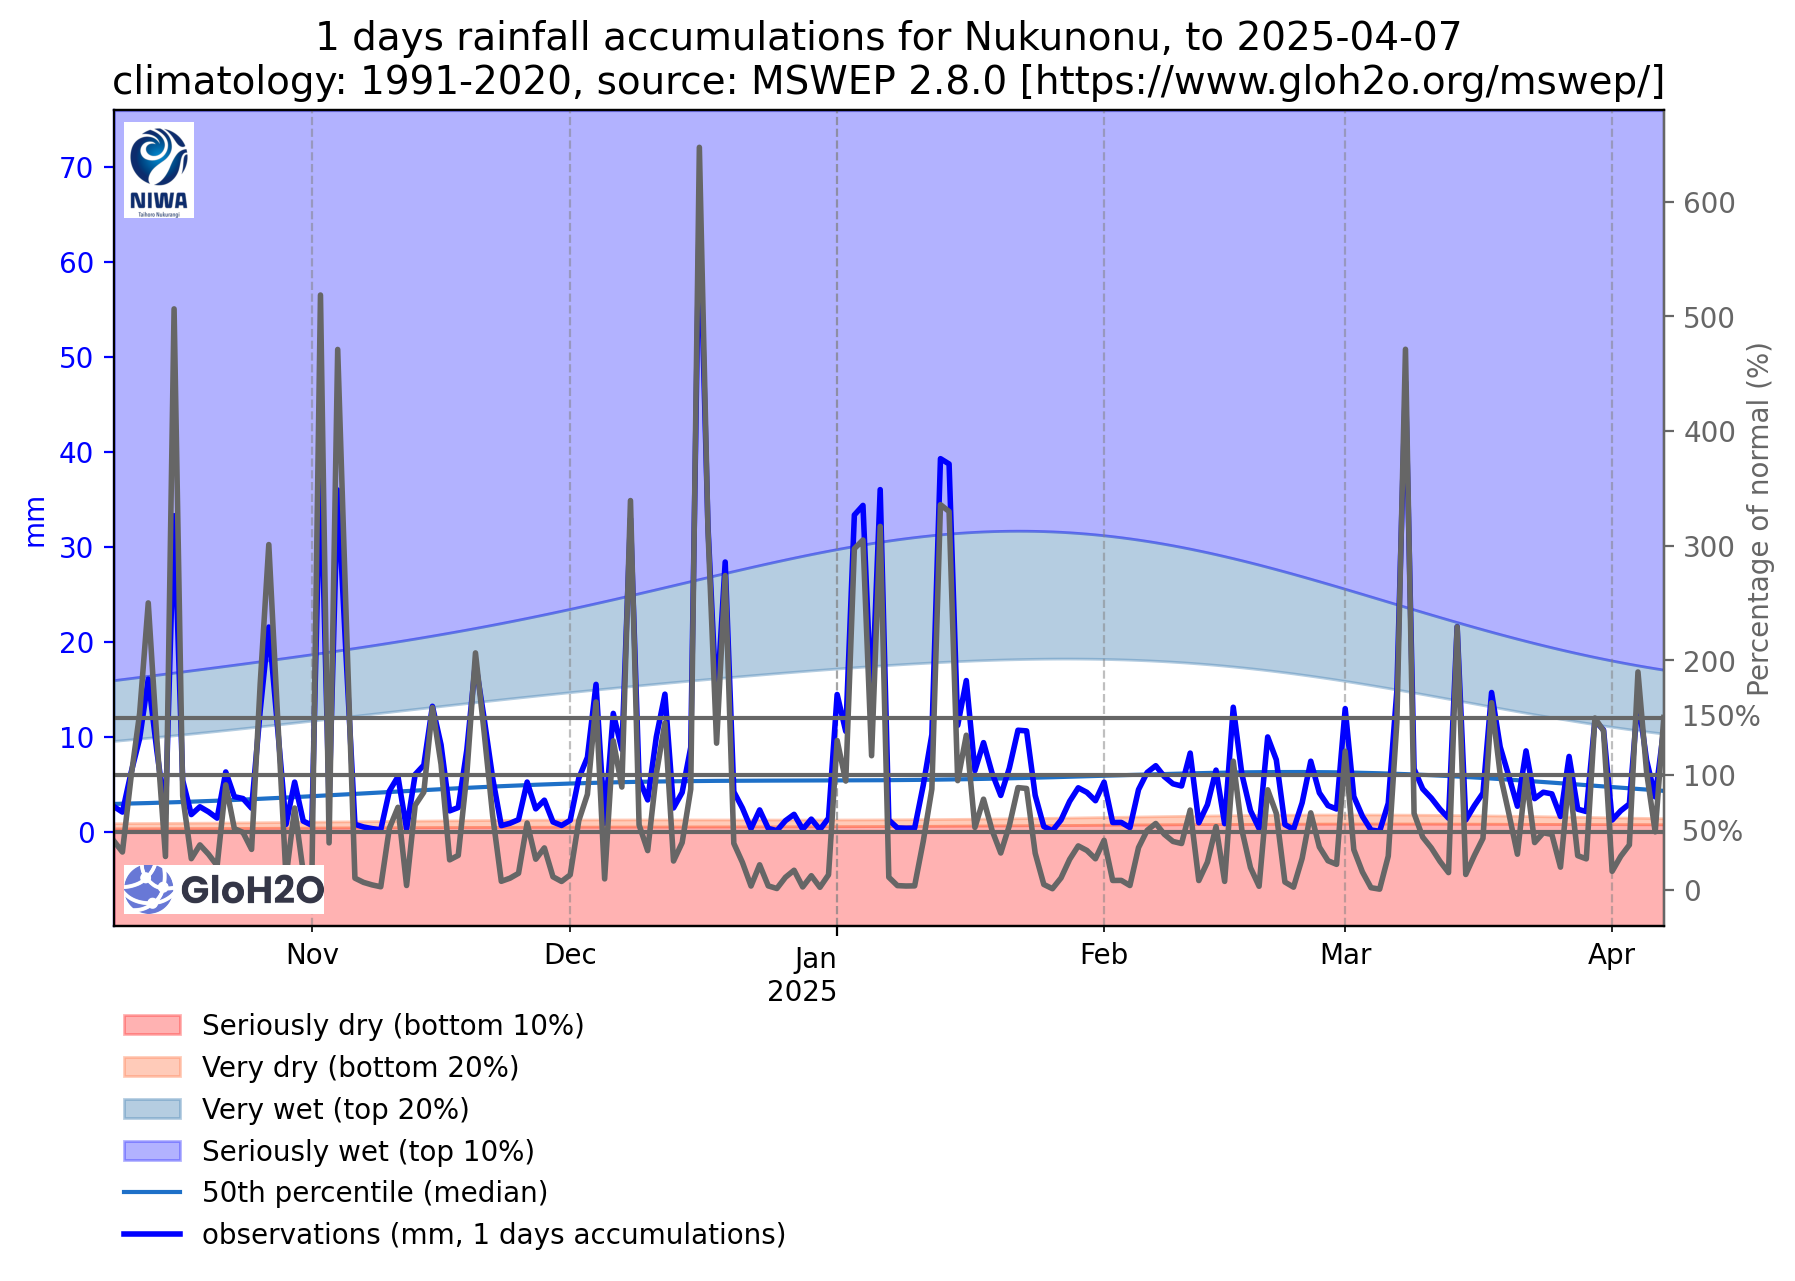 1 days rainfall accumulations for Nukunonu, to 2025-04-07
climatology: 1991-2020, source: MSWEP 2.8.0 [https://www.gloh2o.org/mswep/]
NIWA
Taihoro Nukurangi
70
60
50
40
30
20
10
0
mm
600
500
400
300
200
150%
100
50%
0
Percentage of normal (%)
GloH2O
Nov
Dec
Jan
2025
Feb
Mar
Apr
Seriously dry (bottom 10%)
Very dry (bottom 20%)
Very wet (top 20%)
Seriously wet (top 10%)
50th percentile (median)
observations (mm, 1 days accumulations)